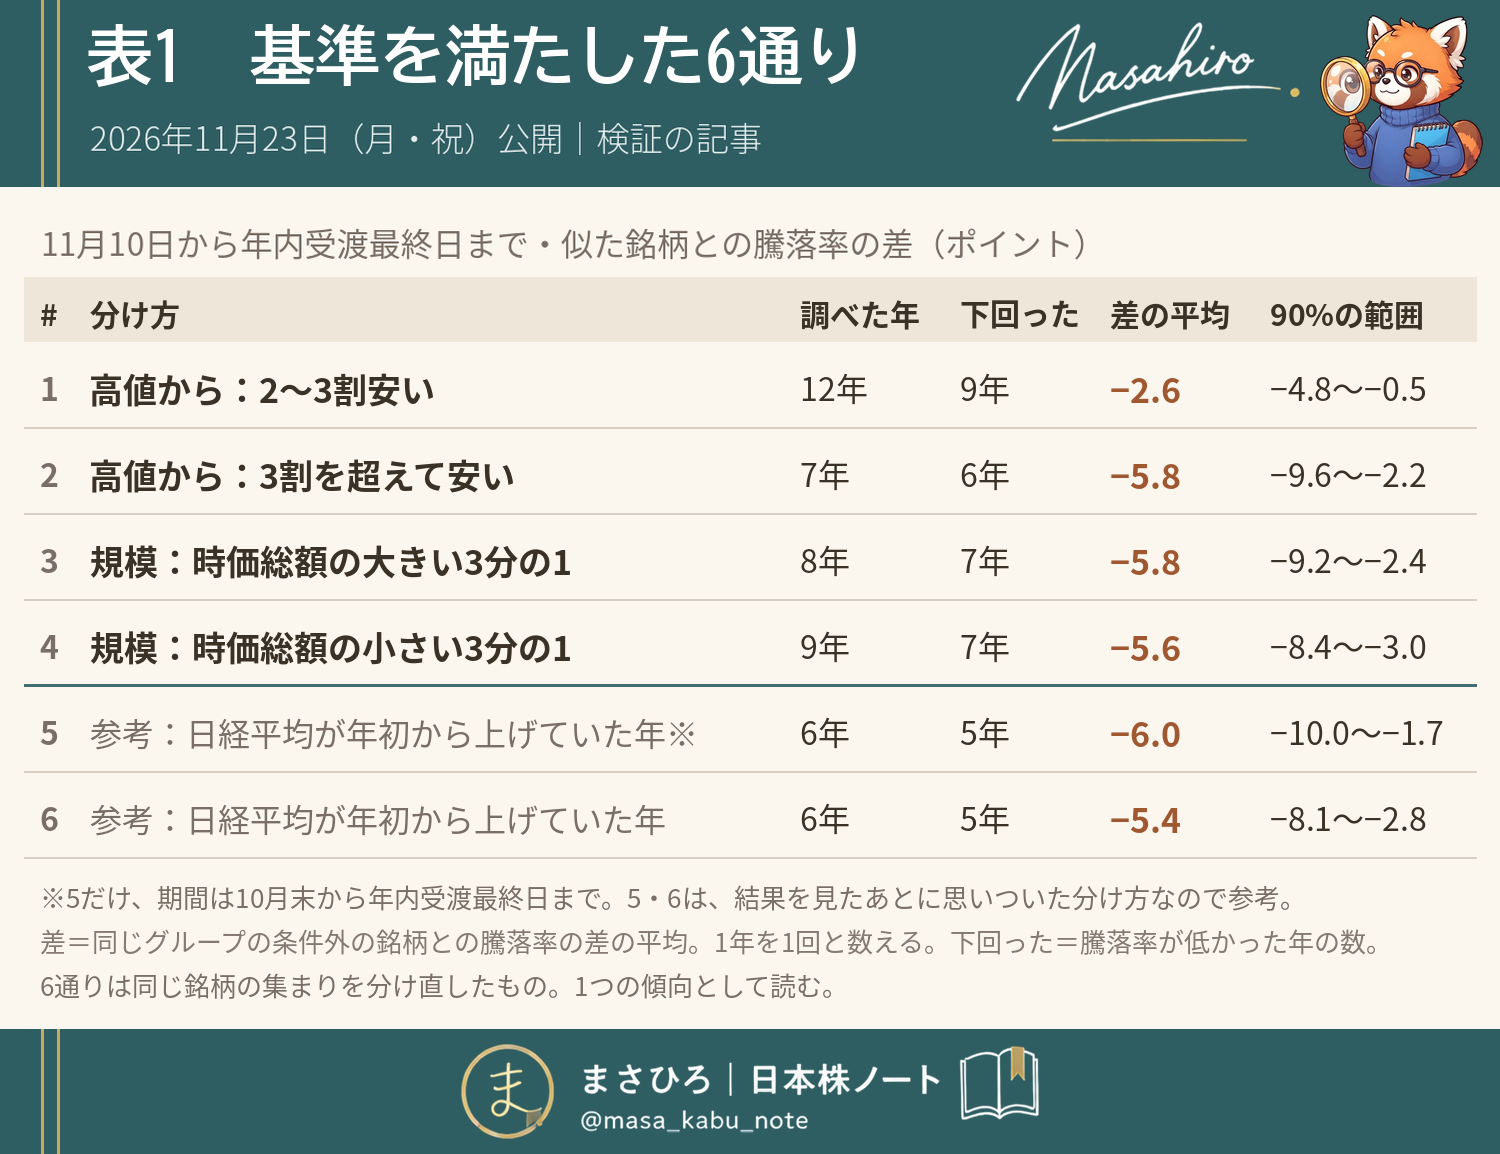 表1　基準を満たした6通り
2026年11月23日（月・祝）公開｜検証の記事
Masahiro
11月10日から年内受渡最終日まで・似た銘柄との騰落率の差（ポイント）
# 分け方 調べた年 下回った 差の平均 90%の範囲
1 高値から：2〜3割安い 12年 9年 −2.6 −4.8〜−0.5
2 高値から：3割を超えて安い 7年 6年 −5.8 −9.6〜−2.2
3 規模：時価総額の大きい3分の1 8年 7年 −5.8 −9.2〜−2.4
4 規模：時価総額の小さい3分の1 9年 7年 −5.6 −8.4〜−3.0
5 参考：日経平均が年初から上げていた年※ 6年 5年 −6.0 −10.0〜−1.7
6 参考：日経平均が年初から上げていた年 6年 5年 −5.4 −8.1〜−2.8
※5だけ、期間は10月末から年内受渡最終日まで。5・6は、結果を見たあとに思いついた分け方なので参考。
差＝同じグループの条件外の銘柄との騰落率の差の平均。1年を1回と数える。下回った＝騰落率が低かった年の数。
6通りは同じ銘柄の集まりを分け直したもの。1つの傾向として読む。
ま
まさひろ｜日本株ノート
@masa_kabu_note